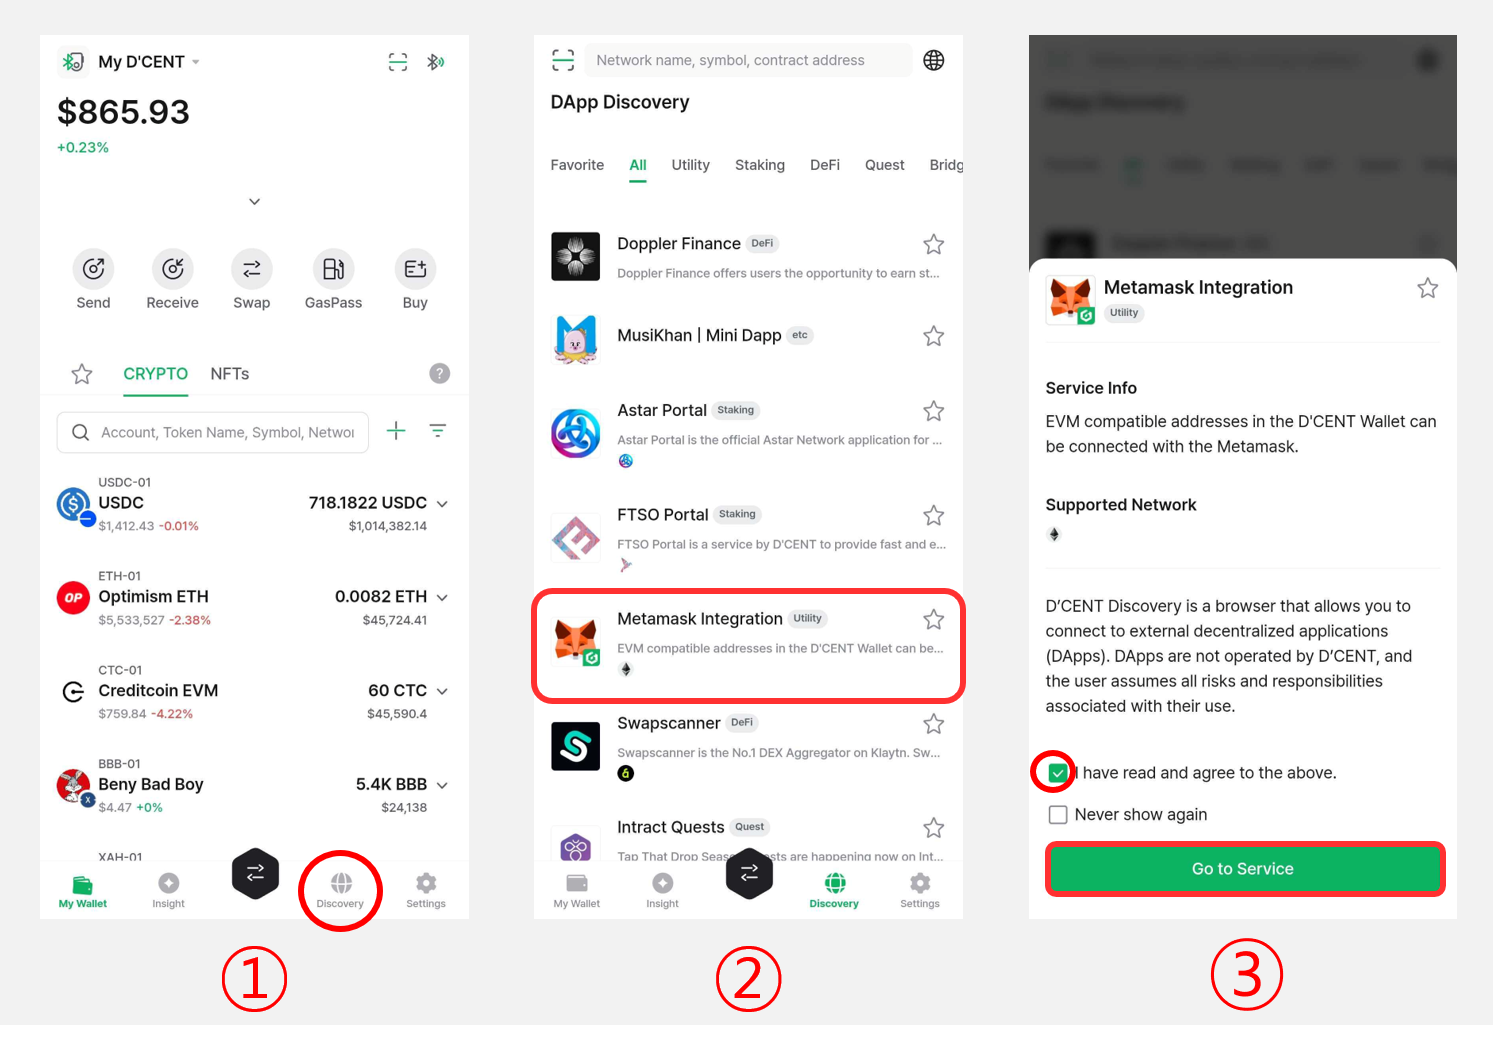 My D'CENT
$865.93
+0.23%
Send Receive Swap GasPass Buy
CRYPTO NFTs ?
Account, Token Name, Symbol, Networ
USDC-01
USDC 718.1822 USDC
$1,412.43 -0.01% $1,014,382.14
ETH-01
OP Optimism ETH 0.0082 ETH
$5,533,527 -2.38% $45,724.41
CTC-01
Creditcoin EVM 60 CTC
$759.84 -4.22% $45,590.4
BBB-01
Beny Bad Boy 5.4K BBB
X $4.47 +0% $24,138
XAH-01
My Wallet Insight Discovery Settings
①
Network name, symbol, contract address
DApp Discovery
Favorite All Utility Staking DeFi Quest Bridg
Doppler Finance DeFi
Doppler Finance offers users the opportunity to earn st...
MusiKhan | Mini Dapp etc
Astar Portal Staking
Astar Portal is the official Astar Network application for ...
FTSO Portal Staking
FTSO Portal is a service by D'CENT to provide fast and e...
Metamask Integration Utility
EVM compatible addresses in the D'CENT Wallet can be...
Swapscanner DeFi
Swapscanner is the No.1 DEX Aggregator on Klaytn. Sw...
Intract Quests Quest
Tap That Drop Seas sts are happening now on Int...
My Wallet Insight Discovery Settings
②
Metamask Integration
Utility
Service Info
EVM compatible addresses in the D'CENT Wallet can
be connected with the Metamask.
Supported Network
D’CENT Discovery is a browser that allows you to
connect to external decentralized applications
(DApps). DApps are not operated by D’CENT, and
the user assumes all risks and responsibilities
associated with their use.
I have read and agree to the above.
Never show again
Go to Service
③